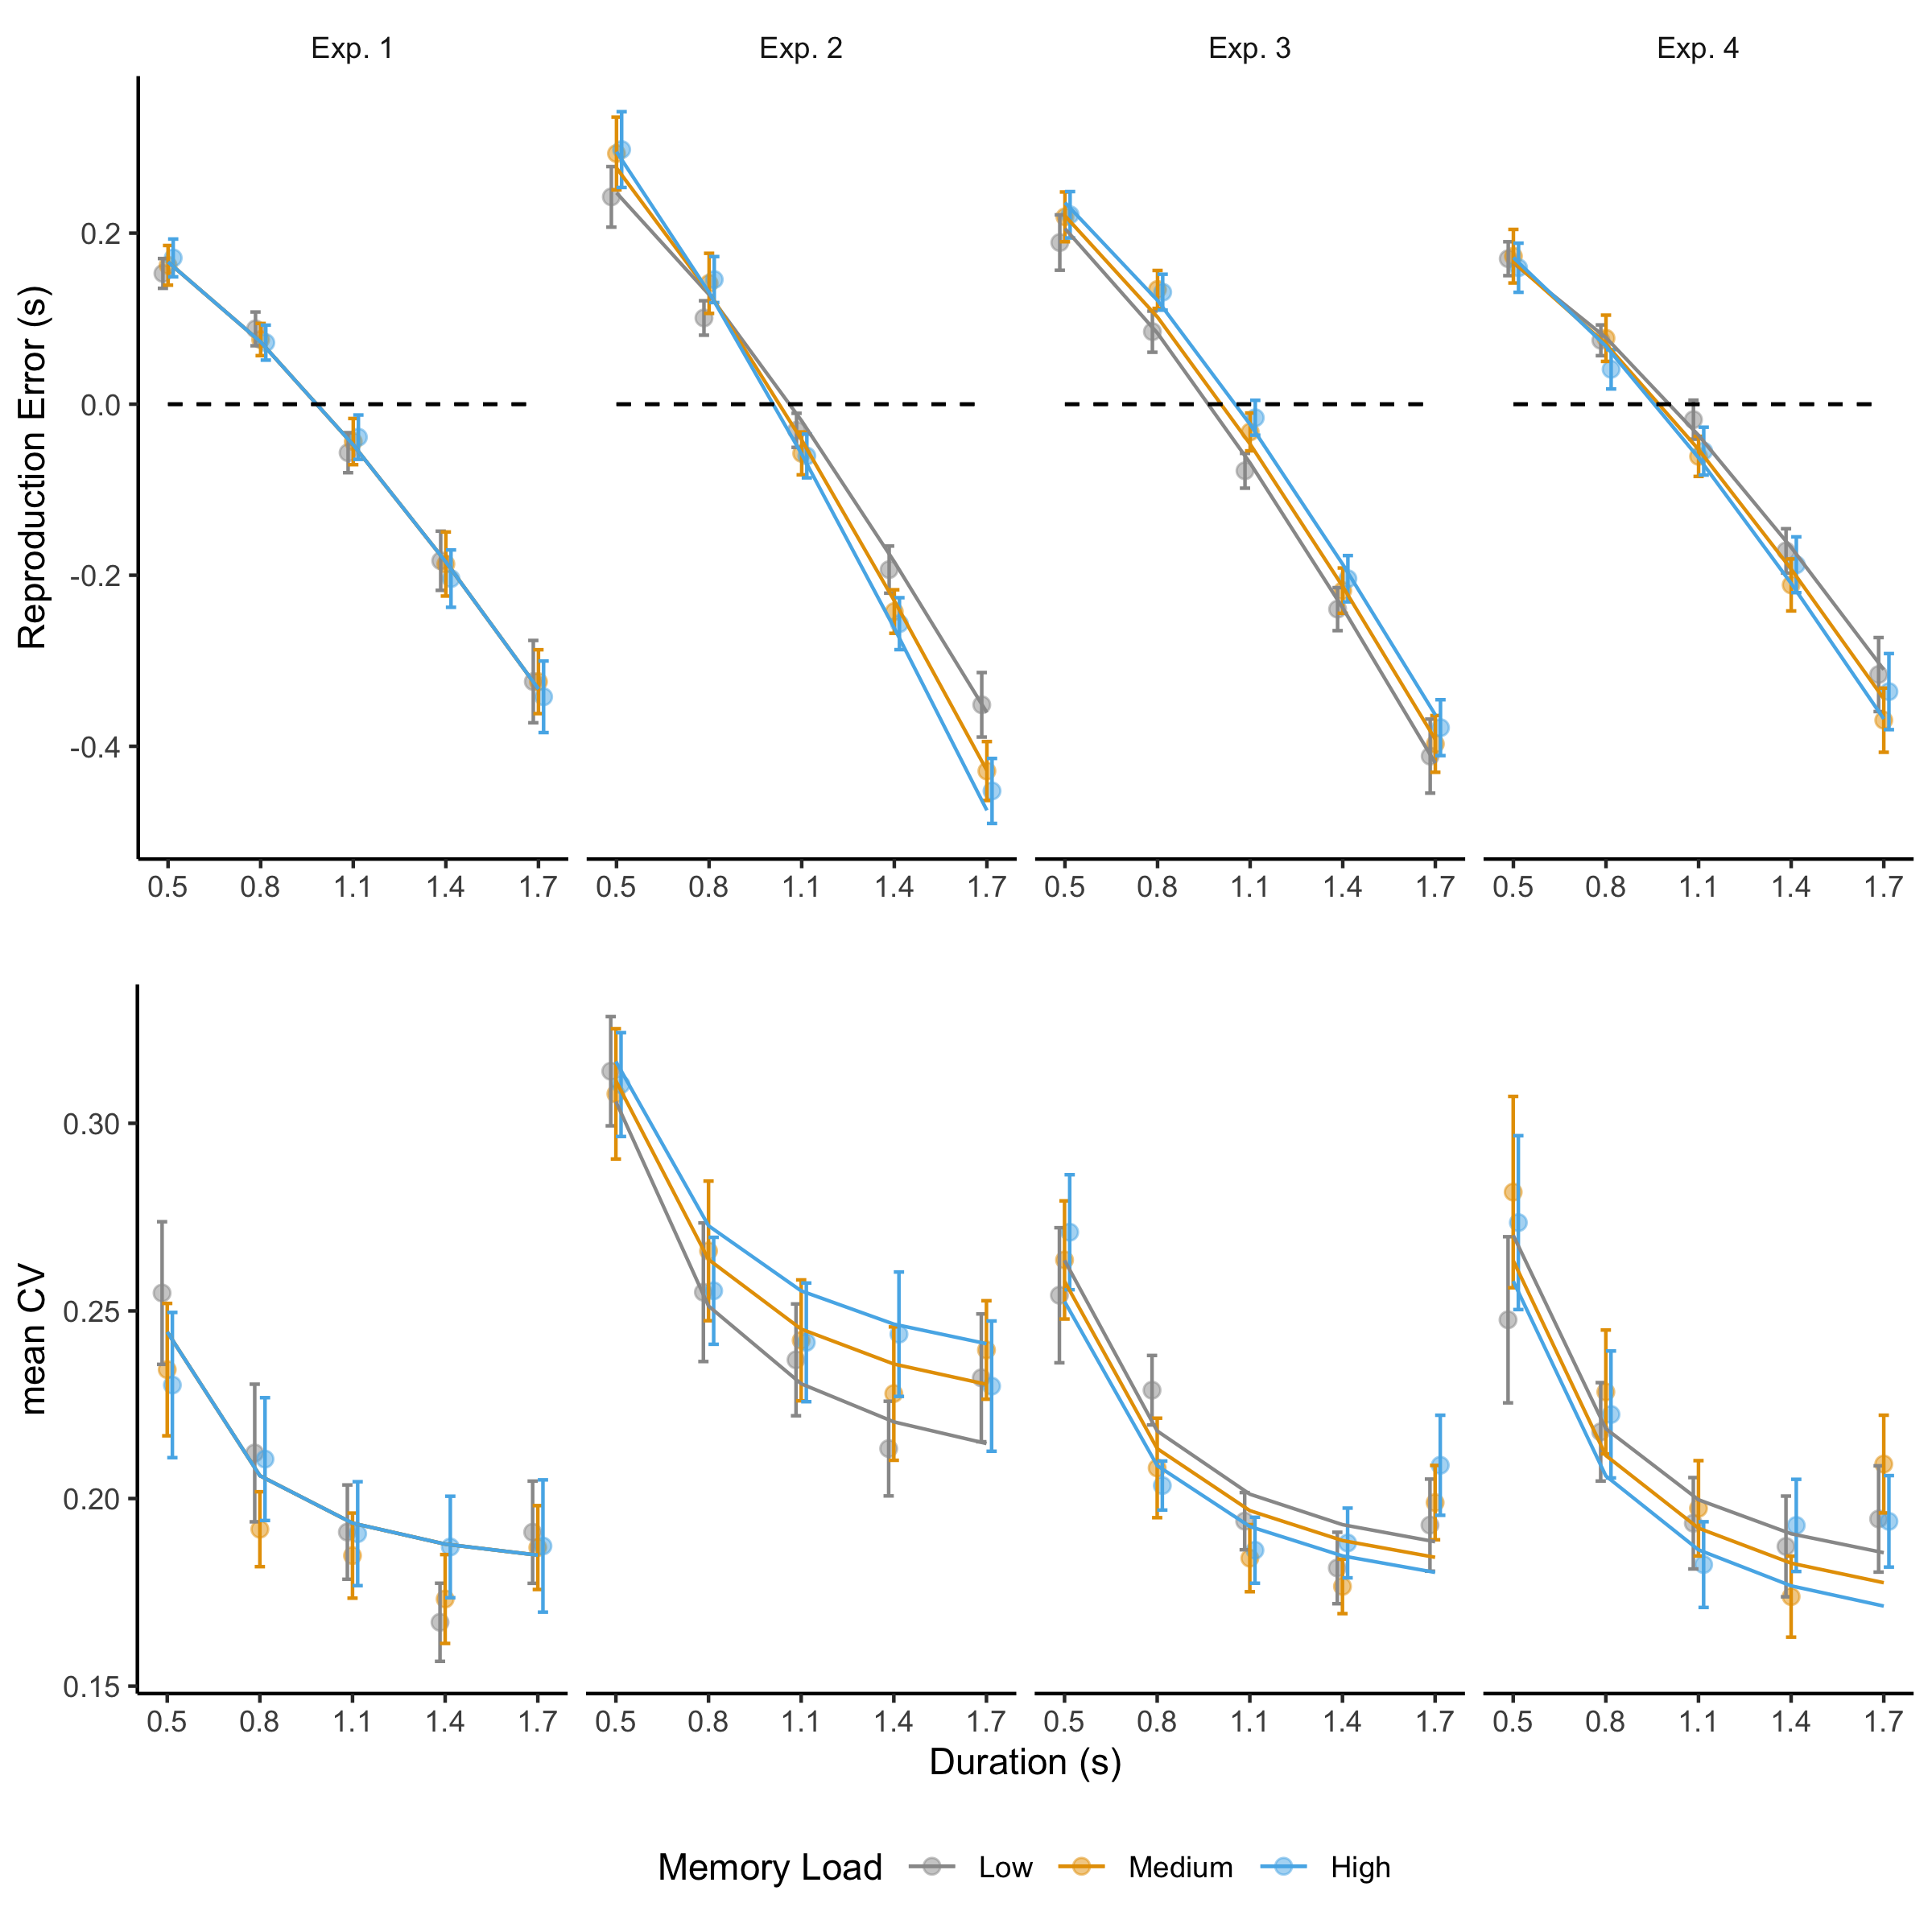 Exp. 1 Exp. 2 Exp. 3 Exp. 4
Reproduction Error (s)
0.2
0.0
-0.2
-0.4
0.5 0.8 1.1 1.4 1.7 0.5 0.8 1.1 1.4 1.7 0.5 0.8 1.1 1.4 1.7 0.5 0.8 1.1 1.4 1.7
mean CV
0.30
0.25
0.20
0.15
0.5 0.8 1.1 1.4 1.7 0.5 0.8 1.1 1.4 1.7 0.5 0.8 1.1 1.4 1.7 0.5 0.8 1.1 1.4 1.7
Duration (s)
Memory Load Low Medium High